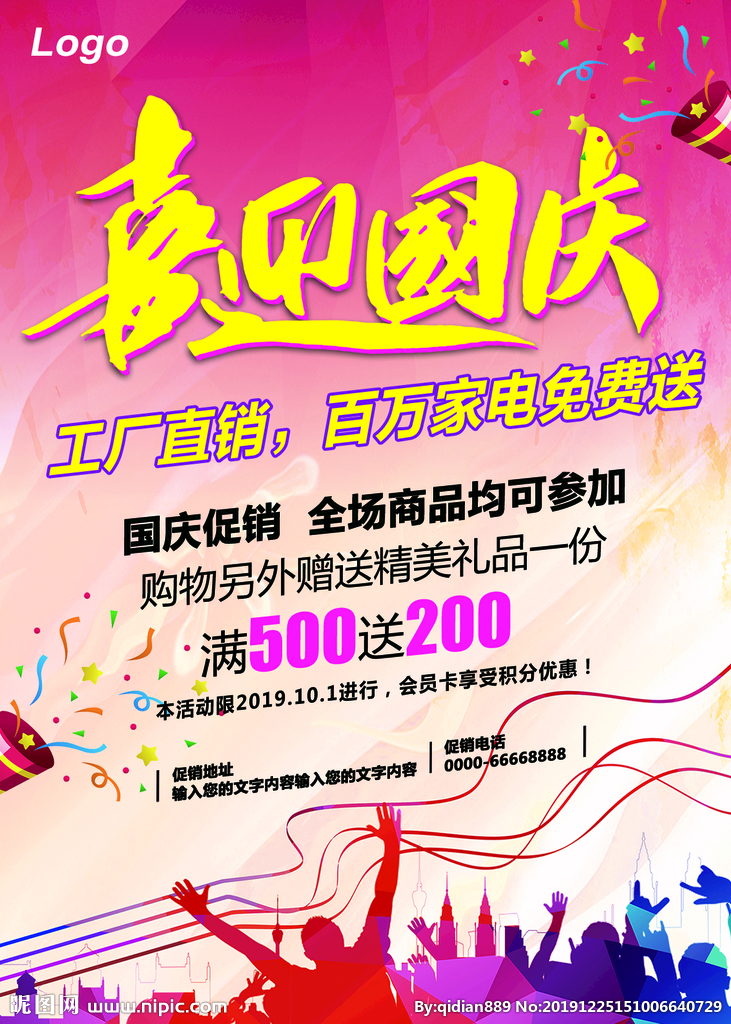 Logo
喜迎國庆
工厂直销，百万家电免费送
国庆促销 全场商品均可参加
购物另外赠送精美礼品一份
满500送200
本活动限2019.10.1进行，会员卡享受积分优惠！
促销地址
输入您的文字内容输入您的文字内容
促销电话
0000-66668888
昵图网 www.nipic.com
By:qidian889 No:20191225151006640729